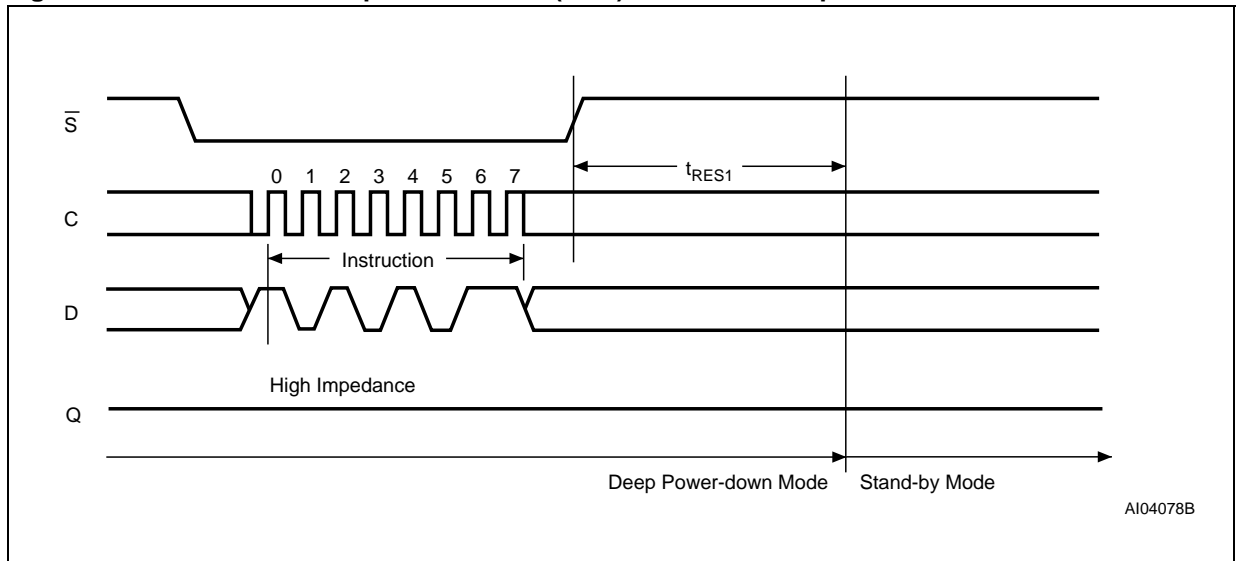 S
0 1 2 3 4 5 6 7
tRES1
C
Instruction
D
High Impedance
Q
Deep Power-down Mode Stand-by Mode
AI04078B